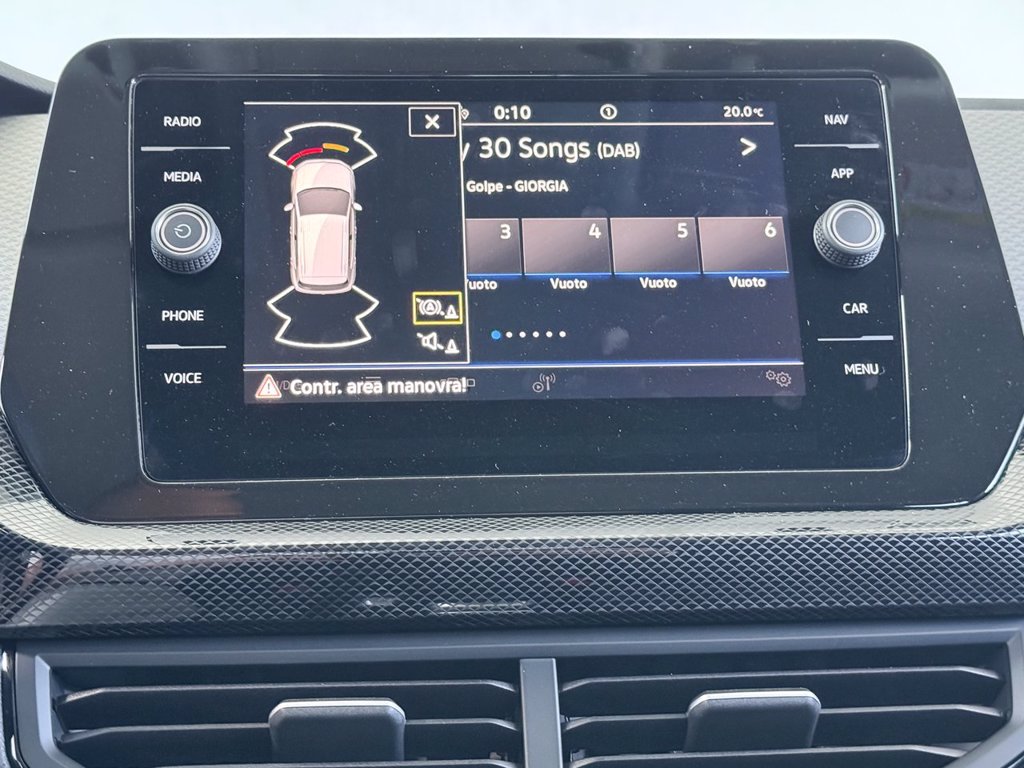 RADIO
MEDIA
PHONE
VOICE
0:10
1
20.0°C
30 Songs (DAB)
>
Golpe - GIORGIA
3
4
5
6
Vuoto
Vuoto
Vuoto
Contr. area manovra!
NAV
APP
CAR
MENU